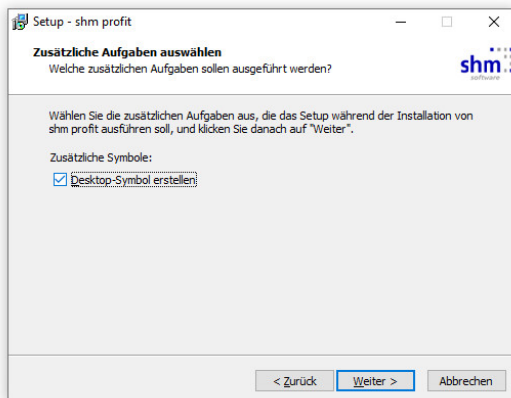 Setup - shm profit
Zusätzliche Aufgaben auswählen
Welche zusätzlichen Aufgaben sollen ausgeführt werden?
shm
software
Wählen Sie die zusätzlichen Aufgaben aus, die das Setup während der Installation von
shm profit ausführen soll, und klicken Sie danach auf "Weiter".
Zusätzliche Symbole:
Desktop-Symbol erstellen
< Zurück Weiter > Abbrechen